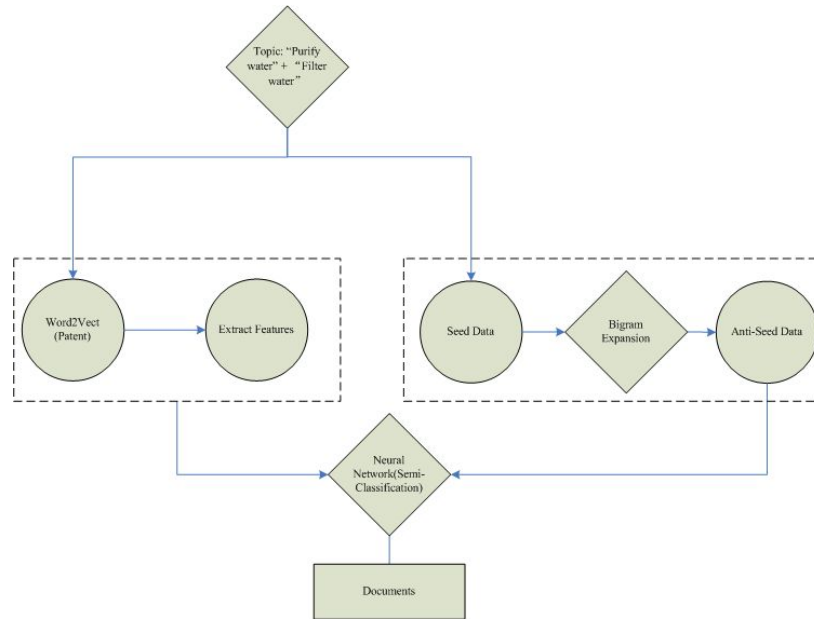 Topic: “Purify
water” + “Filter
water”
Word2Vect
(Patent)
Extract Features
Seed Data
Bigram
Expansion
Anti-Seed Data
Neural
Network(Semi-
Classification)
Documents